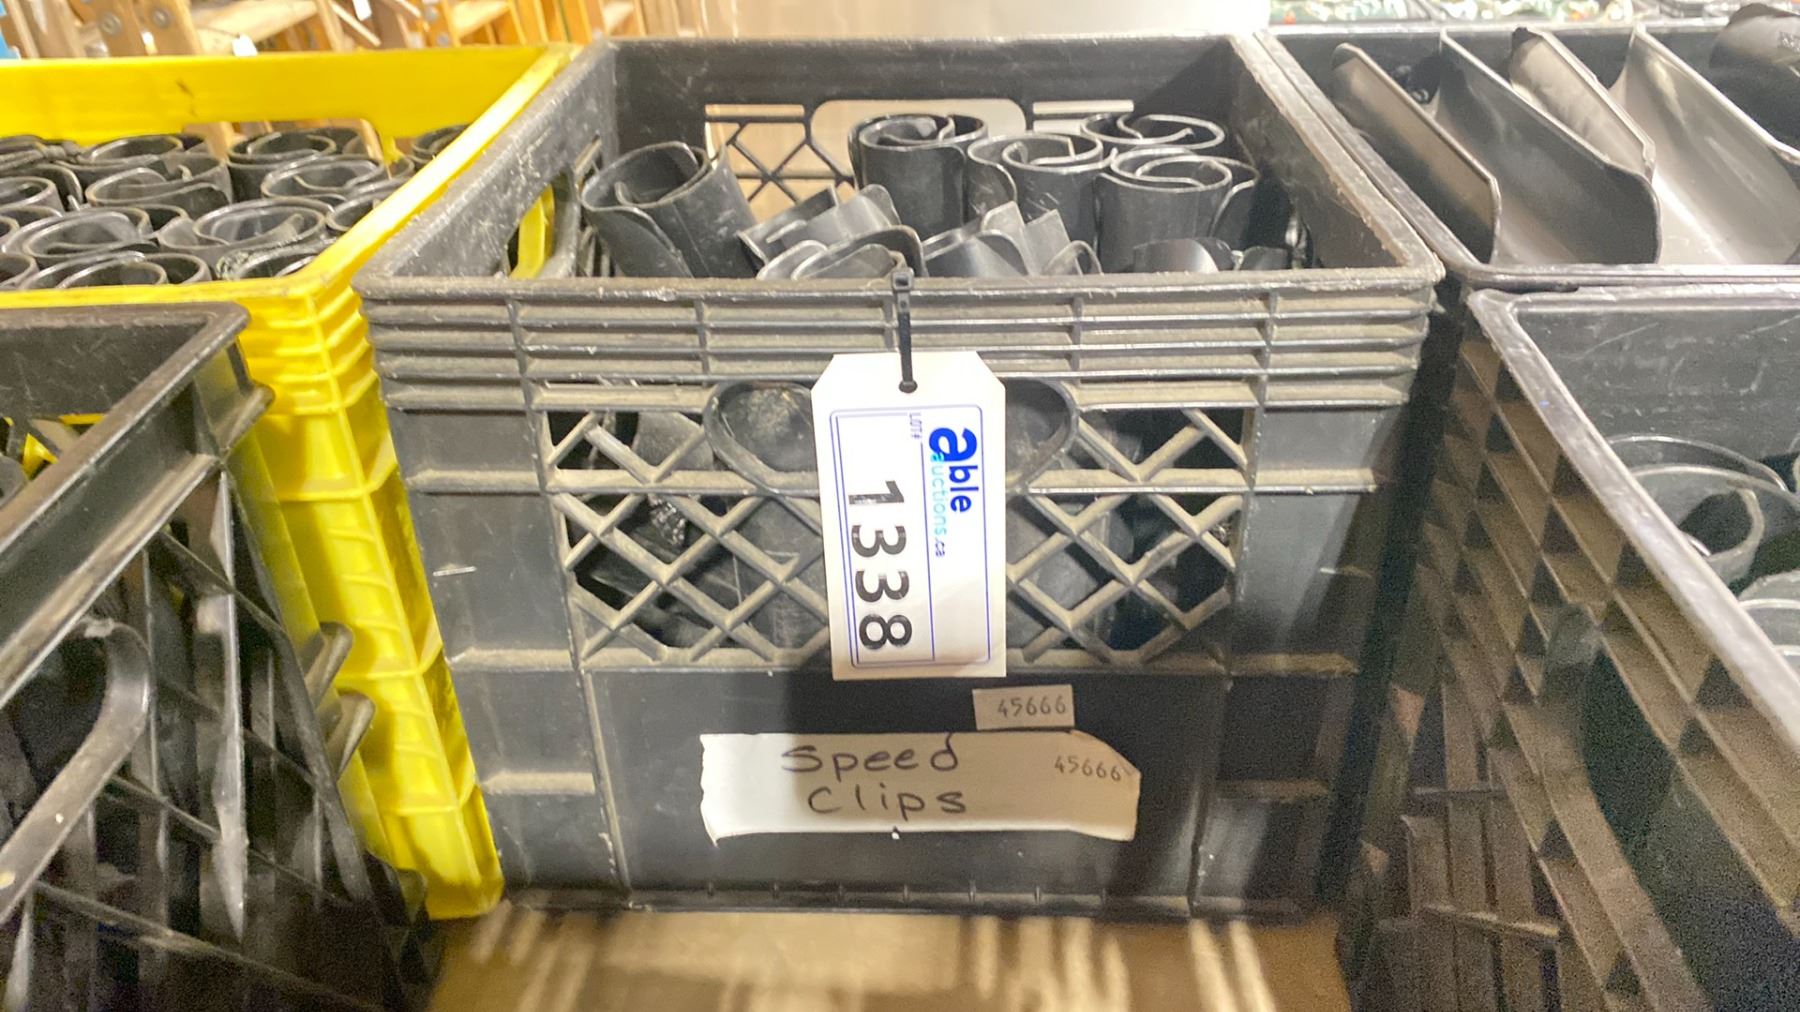 able
auctions.ca
LOT#
1338
45666
Speed
Clips
45666